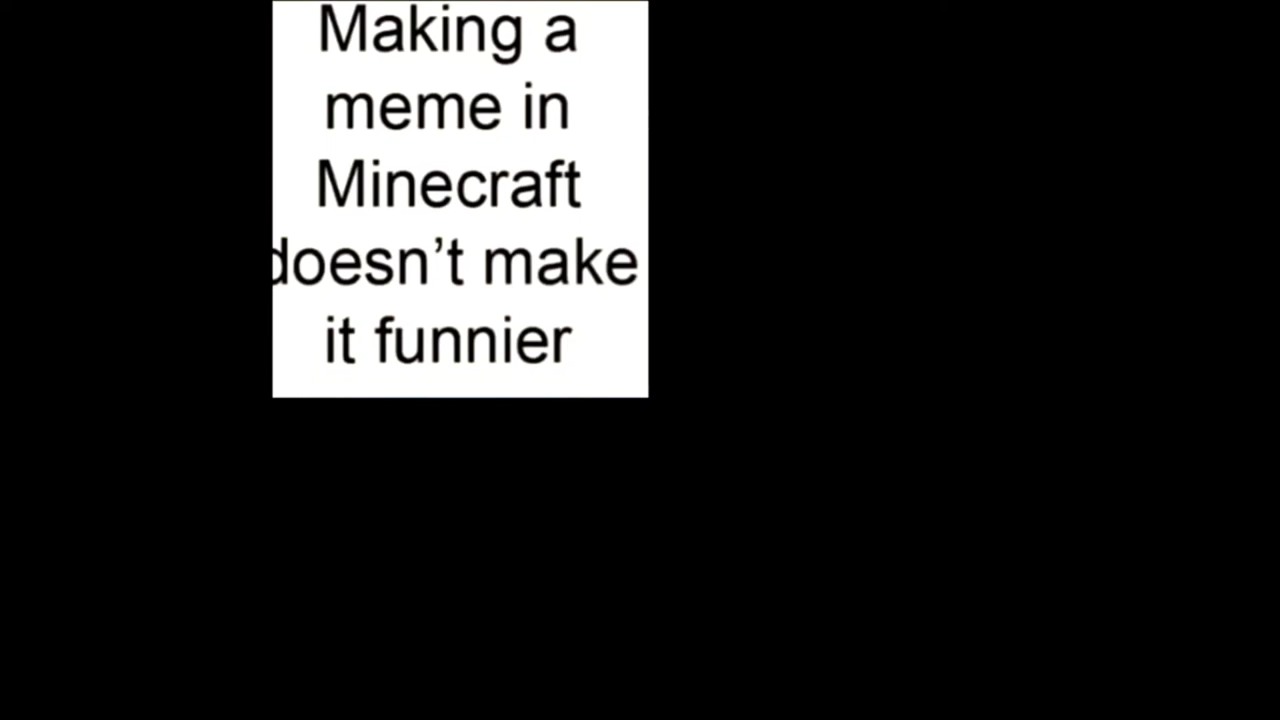 Making a
meme in
Minecraft
doesn’t make
it funnier